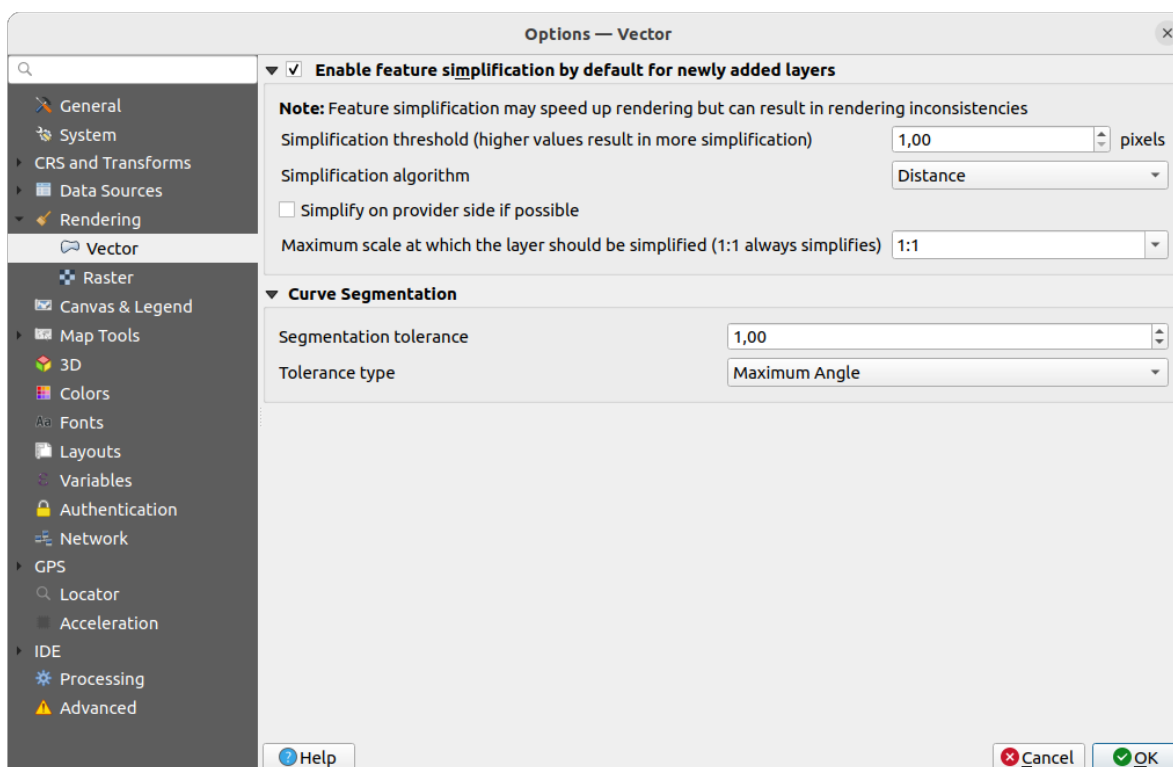 Options — Vector
Enable feature simplification by default for newly added layers
General
Note: Feature simplification may speed up rendering but can result in rendering inconsistencies
System
Simplification threshold (higher values result in more simplification) 1,00 pixels
CRS and Transforms
Simplification algorithm Distance
Data Sources
Simplify on provider side if possible
Rendering
Maximum scale at which the layer should be simplified (1:1 always simplifies) 1:1
Vector
Raster
Curve Segmentation
Canvas & Legend
Map Tools
Segmentation tolerance 1,00
3D
Tolerance type Maximum Angle
Colors
Aa Fonts
Layouts
Variables
Authentication
Network
GPS
Locator
Acceleration
IDE
Processing
Advanced
Help Cancel OK